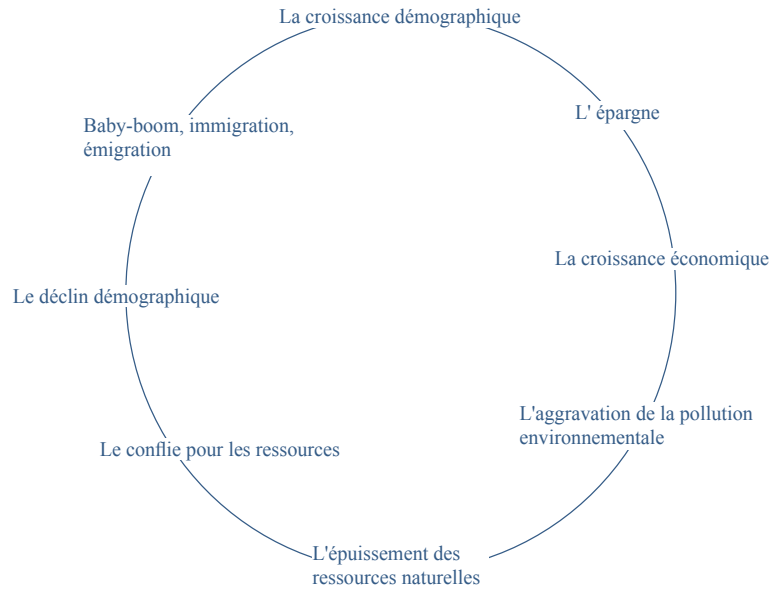 La croissance démographique
L' épargne
La croissance économique
L'aggravation de la pollution
environnementale
L'épuissement des
ressources naturelles
Le conflie pour les ressources
Le déclin démographique
Baby-boom, immigration,
émigration